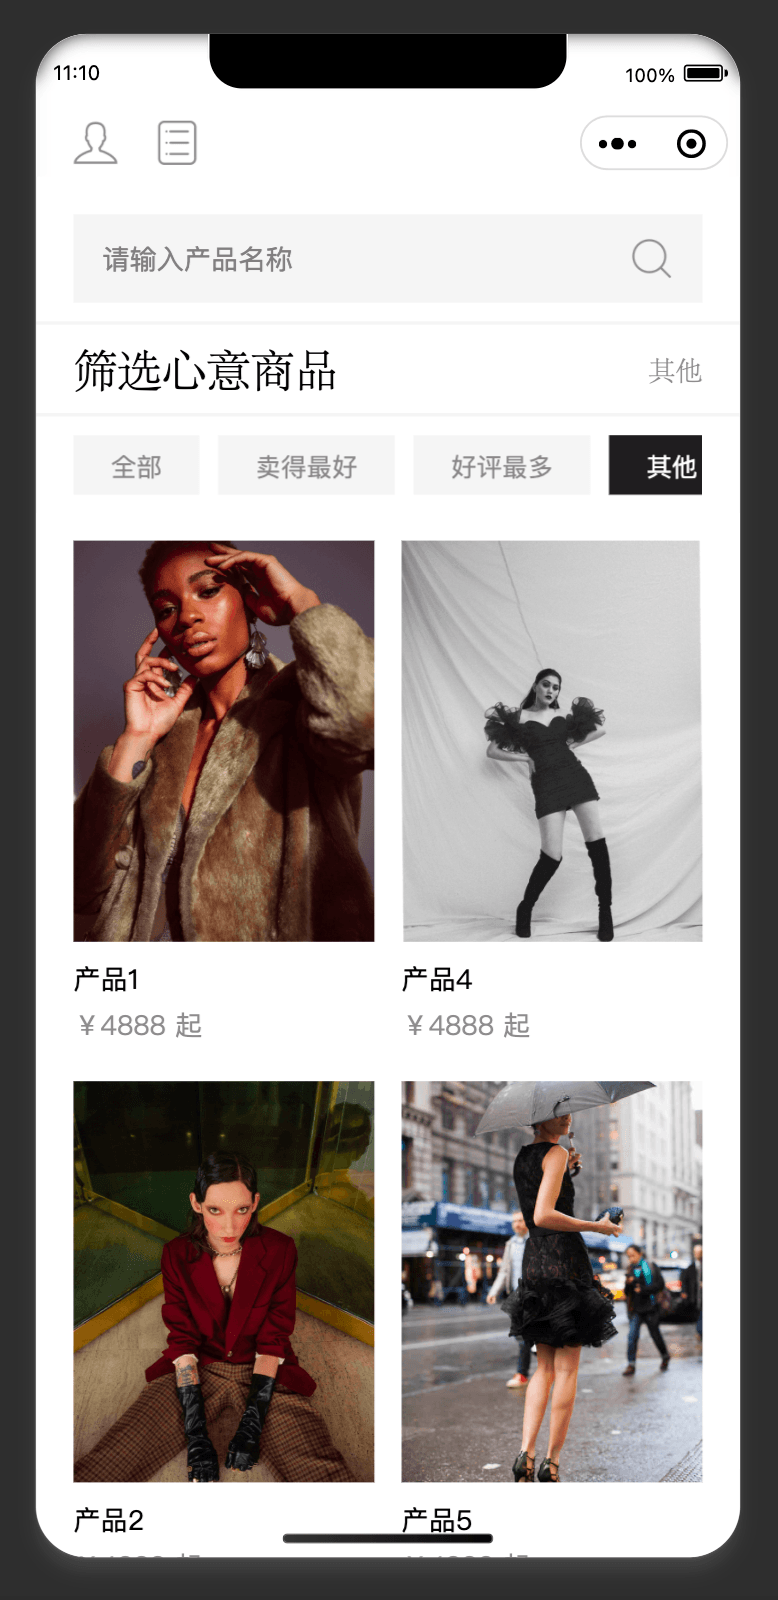 11:10 100%
请输入产品名称
筛选心意商品 其他
全部 卖得最好 好评最多 其他
产品1 产品4
¥4888 起 ¥4888 起
产品2 产品5